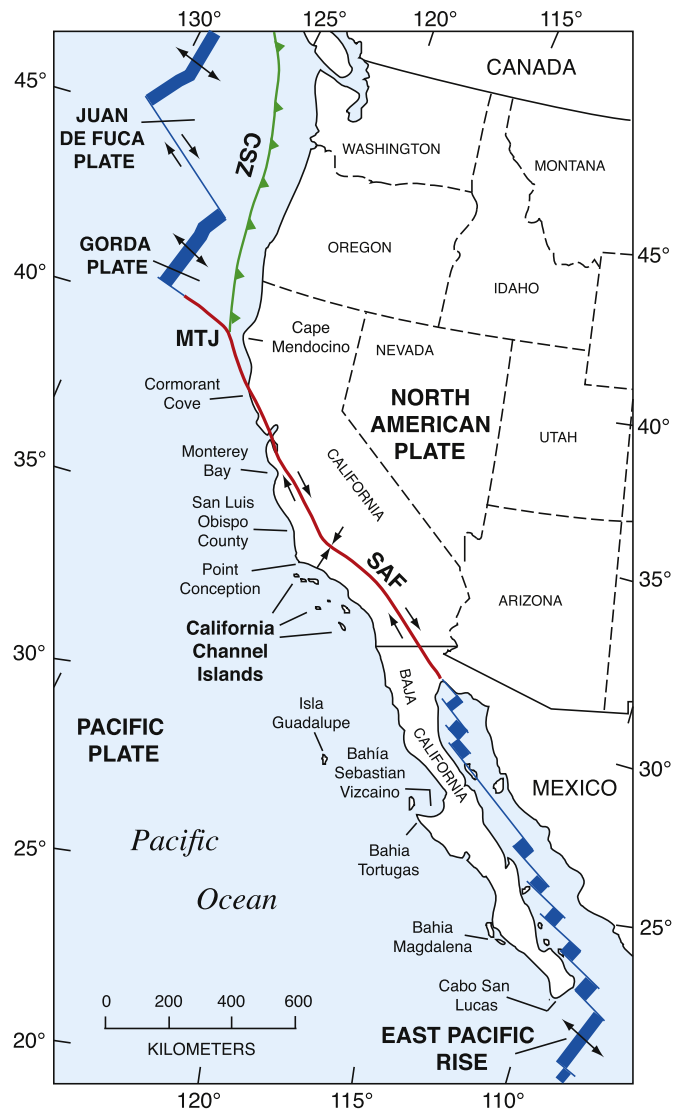 130°
125°
120°
115°
CANADA
45°
JUAN
DE FUCA
PLATE
CSZ
WASHINGTON
MONTANA
GORDA
PLATE
OREGON
45°
40°
IDAHO
MTJ
Cape
Mendocino
NEVADA
Cormorant
Cove
NORTH
AMERICAN
PLATE
40°
UTAH
35°
Monterey
Bay
CALIFORNIA
San Luis
Obispo
County
SAF
Point
Conception
35°
ARIZONA
California
Channel
Islands
30°
BAJA
CALIFORNIA
Isla
Guadalupe
PACIFIC
PLATE
Bahía
Sebastian
Vizcaino
30°
MEXICO
Pacific
Ocean
25°
Bahia
Tortugas
Bahia
Magdalena
25°
Cabo San
Lucas
0 200 400 600
KILOMETERS
EAST PACIFIC
RISE
20°
120°
115°
110°